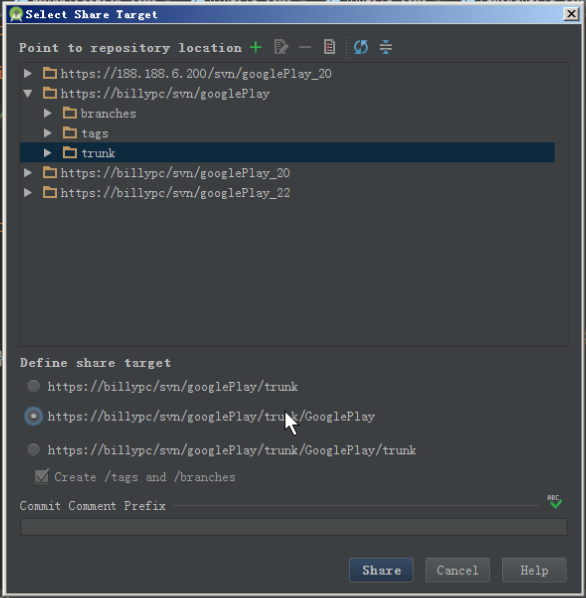 Select Share Target
Point to repository location
https://188.188.6.200/svn/googlePlay_20
https://billypc/svn/googlePlay
branches
tags
trunk
https://billypc/svn/googlePlay_20
https://billypc/svn/googlePlay_22
Define share target
https://billypc/svn/googlePlay/trunk
https://billypc/svn/googlePlay/trunk/GooglePlay
https://billypc/svn/googlePlay/trunk/GooglePlay/trunk
Create /tags and /branches
Commit Comment Prefix
ABC
Share Cancel Help